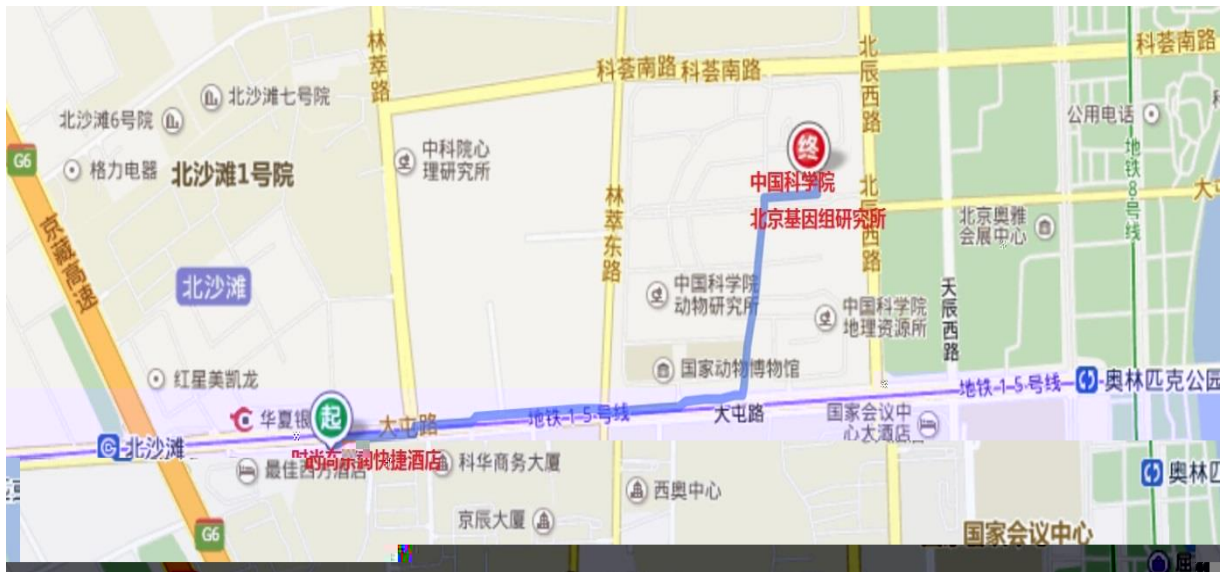 林萃路
科荟南路
科荟南路
北辰西路
科荟南路
北沙滩七号院
北沙滩6号院
公用电话
G6
格力电器
北沙滩1号院
中科院心
理研究所
终
中国科学院
地铁8号线
林萃东路
北辰西路
北京基因组研究所
北京奥雅
会展中心
京藏高速
北沙滩
中国科学院
动物研究所
中国科学院
地理资源所
天辰西路
红星美凯龙
国家动物博物馆
地铁1-5号线
奥林匹克公园
华夏银
起
大屯路
地铁1-5号线
大屯路
国家会议中
心大酒店
北沙滩
时尚东润快捷酒店
最佳西方酒店
科华商务大厦
西奥中心
奥林匹
G6
京辰大厦
国家会议中心